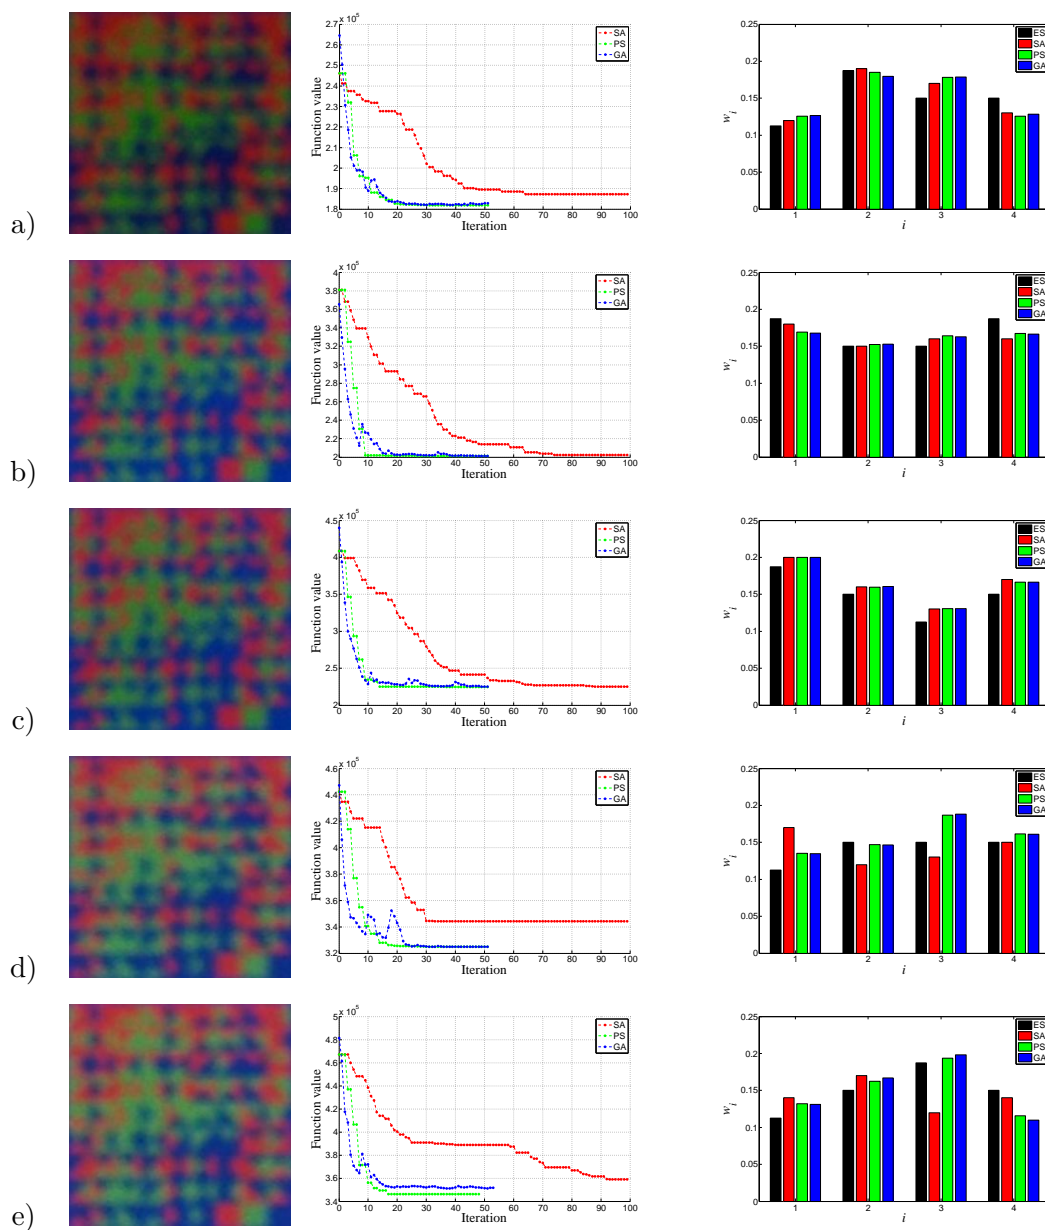 a)
x 10^5
2.7
2.6
2.5
2.4
2.3
2.2
2.1
2
1.9
1.8
Function value
0 10 20 30 40 50 60 70 80 90 100
Iteration
SA
PS
GA
0.25
0.2
0.15
0.1
0.05
0
w_i
1 2 3 4
i
ES
SA
PS
GA
b)
x 10^5
4
3.8
3.6
3.4
3.2
3
2.8
2.6
2.4
2.2
2
Function value
0 10 20 30 40 50 60 70 80 90 100
Iteration
SA
PS
GA
0.25
0.2
0.15
0.1
0.05
0
w_i
1 2 3 4
i
ES
SA
PS
GA
c)
x 10^5
4.5
4
3.5
3
2.5
2
Function value
0 10 20 30 40 50 60 70 80 90 100
Iteration
SA
PS
GA
0.25
0.2
0.15
0.1
0.05
0
w_i
1 2 3 4
i
ES
SA
PS
GA
d)
x 10^5
4.6
4.4
4.2
4
3.8
3.6
3.4
3.2
Function value
0 10 20 30 40 50 60 70 80 90 100
Iteration
SA
PS
GA
0.25
0.2
0.15
0.1
0.05
0
w_i
1 2 3 4
i
ES
SA
PS
GA
e)
x 10^5
5
4.8
4.6
4.4
4.2
4
3.8
3.6
3.4
Function value
0 10 20 30 40 50 60 70 80 90 100
Iteration
SA
PS
GA
0.25
0.2
0.15
0.1
0.05
0
w_i
1 2 3 4
i
ES
SA
PS
GA